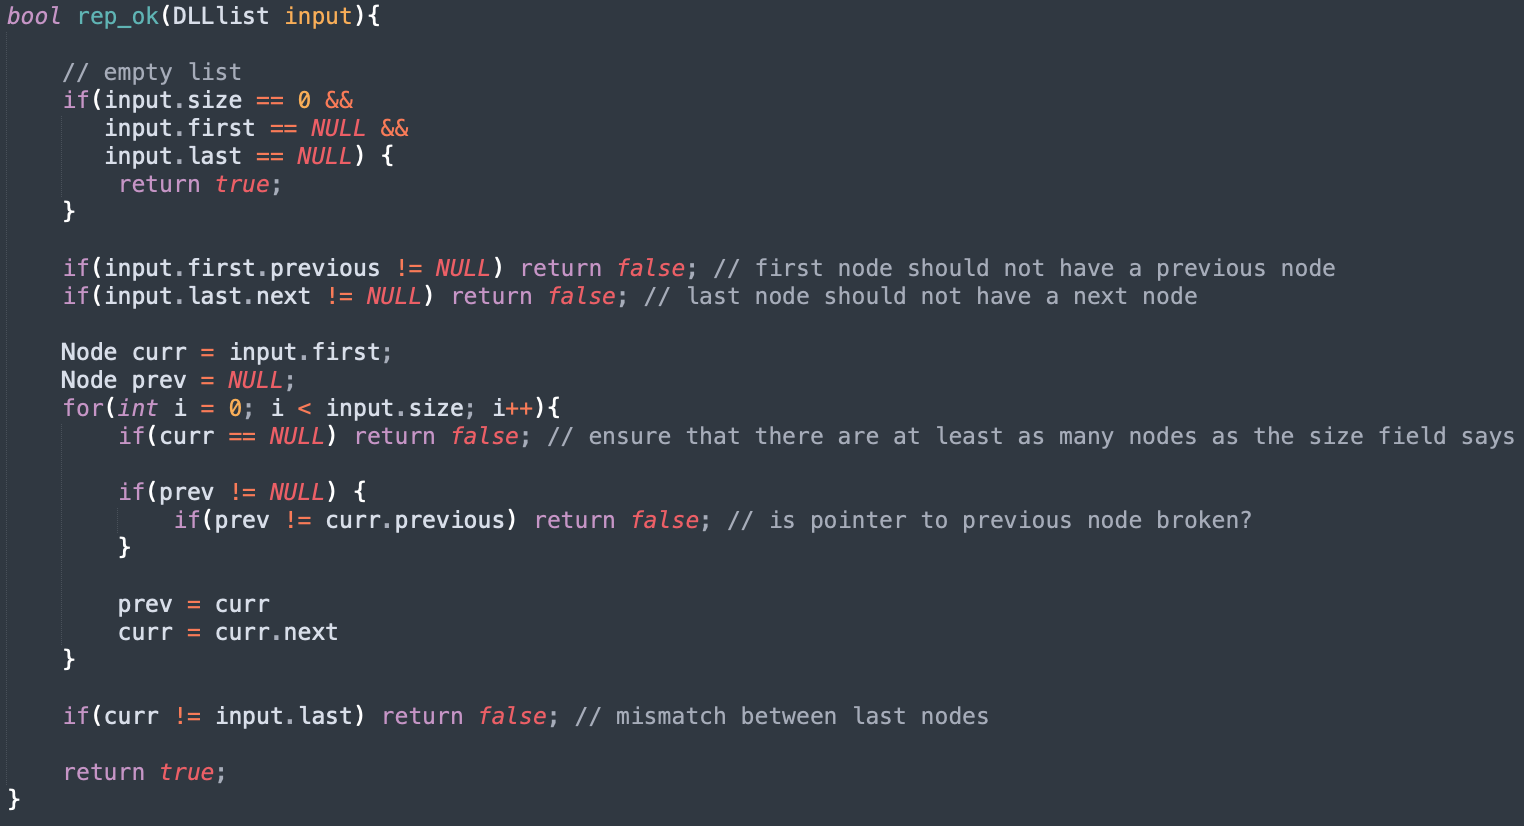 bool rep_ok(DLLlist input){
// empty list
if(input.size == 0 &&
input.first == NULL &&
input.last == NULL) {
return true;
}
if(input.first.previous != NULL) return false; // first node should not have a previous node
if(input.last.next != NULL) return false; // last node should not have a next node
Node curr = input.first;
Node prev = NULL;
for(int i = 0; i < input.size; i++){
if(curr == NULL) return false; // ensure that there are at least as many nodes as the size field says
if(prev != NULL) {
if(prev != curr.previous) return false; // is pointer to previous node broken?
}
prev = curr
curr = curr.next
}
if(curr != input.last) return false; // mismatch between last nodes
return true;
}